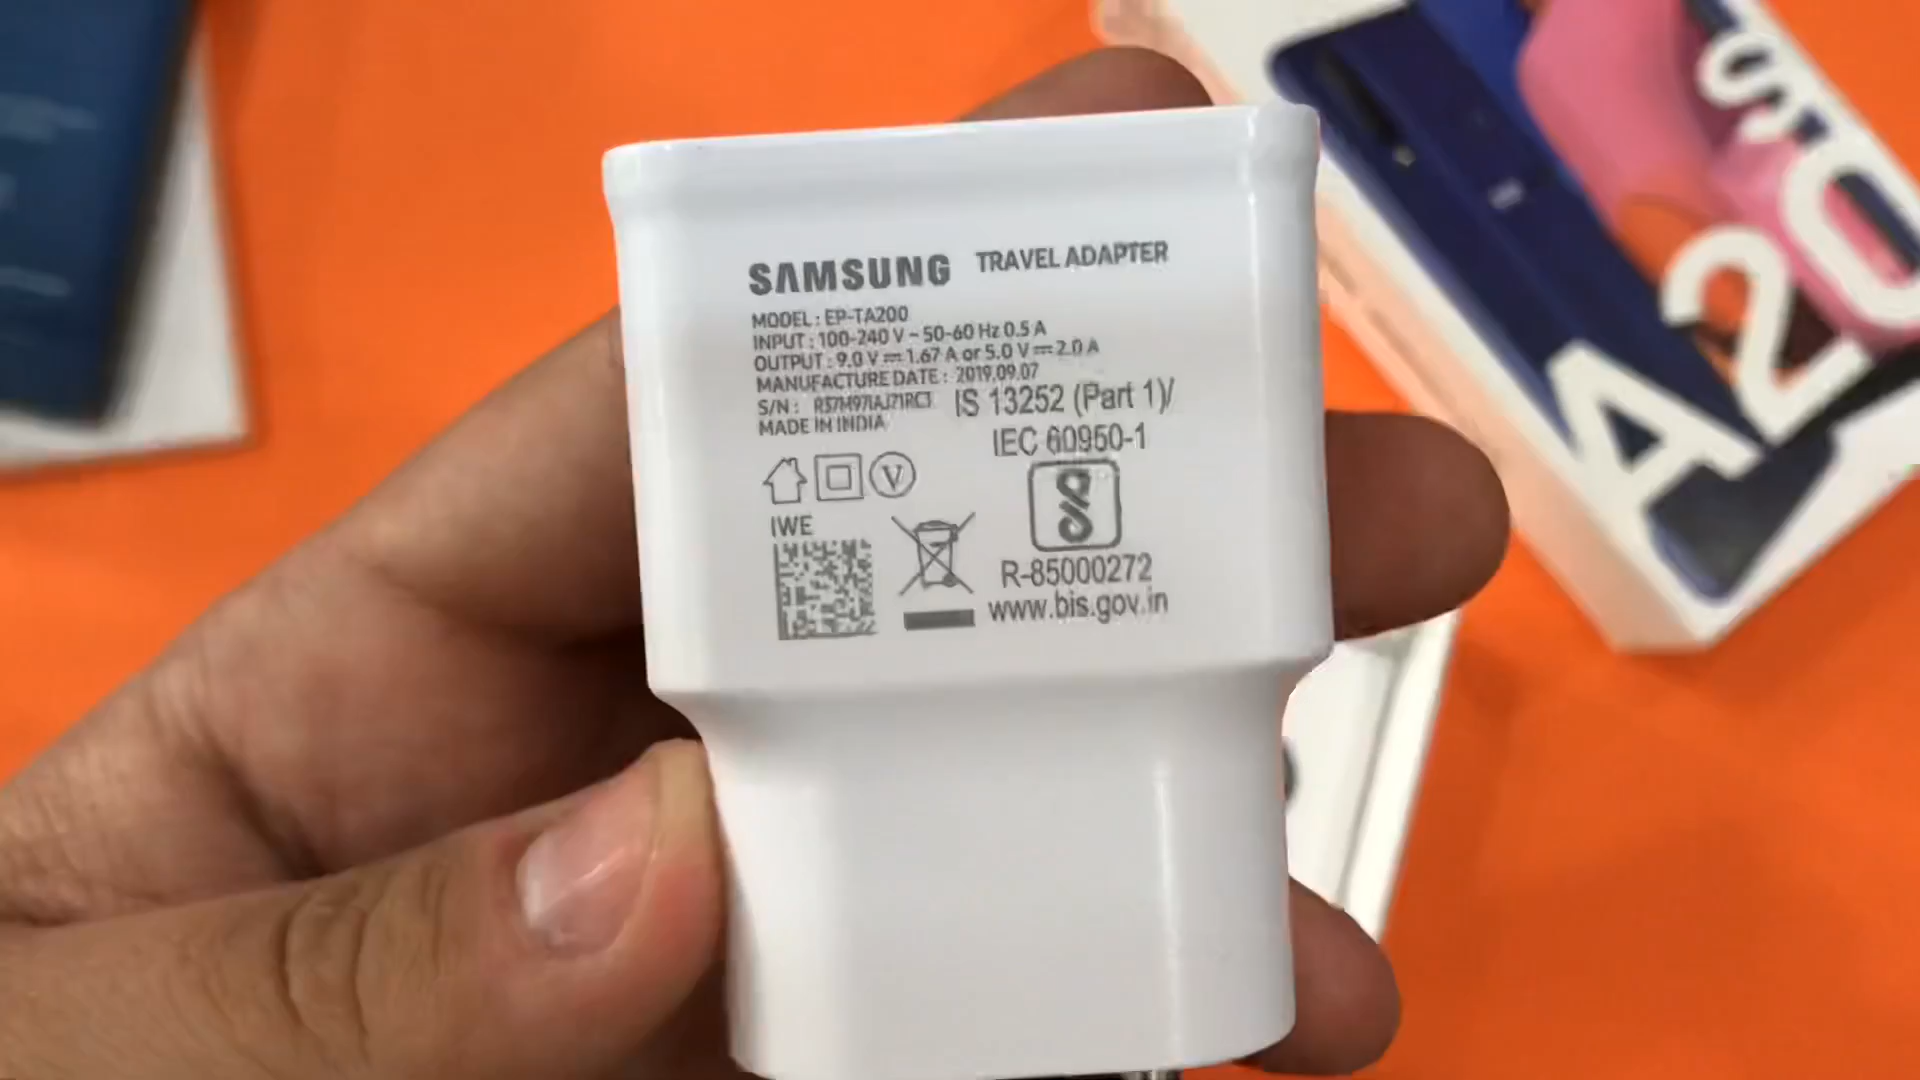 SAMSUNG TRAVEL ADAPTER
MODEL : EP-TA200
INPUT : 100-240 V ~ 50-60 Hz 0.5 A
OUTPUT : 9.0 V ⎓ 1.67 A or 5.0 V ⎓ 2.0 A
MANUFACTURE DATE : 2019.09.07
S/N :
MADE IN INDIA
IS 13252 (Part 1)/
IEC 60950-1
V
IWE
R-85000272
www.bis.gov.in
A20s